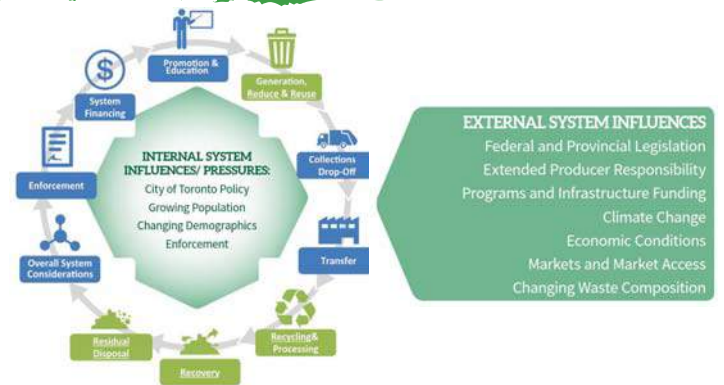 Promotion &
Education
Generation,
Reduce & Reuse
$
System
Financing
Collections
Drop-Off
Enforcement
INTERNAL SYSTEM
INFLUENCES/ PRESSURES:
City of Toronto Policy
Growing Population
Changing Demographics
Enforcement
Transfer
Overall System
Considerations
Recycling&
Processing
Residual
Disposal
Recovery
EXTERNAL SYSTEM INFLUENCES
Federal and Provincial Legislation
Extended Producer Responsibility
Programs and Infrastructure Funding
Climate Change
Economic Conditions
Markets and Market Access
Changing Waste Composition